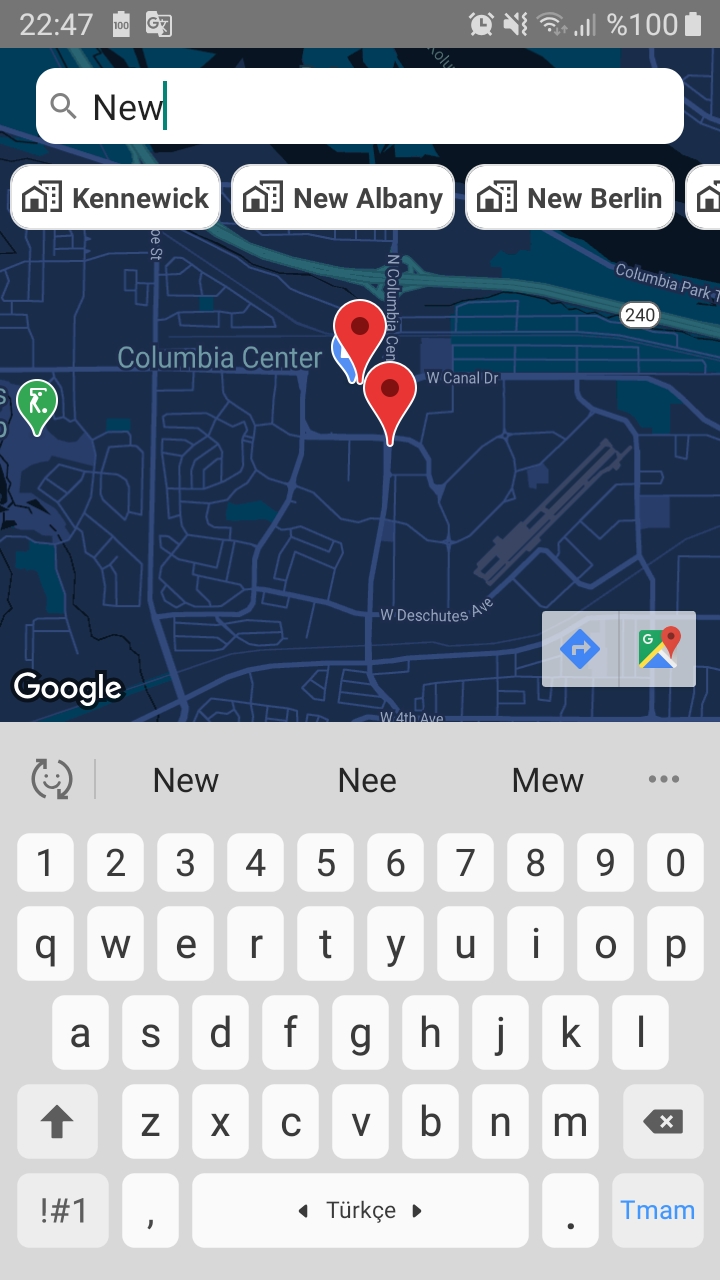 22:47 100 G %100
Kolu
New
Kennewick New Albany New Berlin
oe St
N Columbia Cen
Columbia Park T
240
Columbia Center
W Canal Dr
S
W Deschutes Ave
G
Google
W 4th Ave
New Nee Mew
1 2 3 4 5 6 7 8 9 0
q w e r t y u i o p
a s d f g h j k l
z x c v b n m
!#1 , Türkçe . Tmam